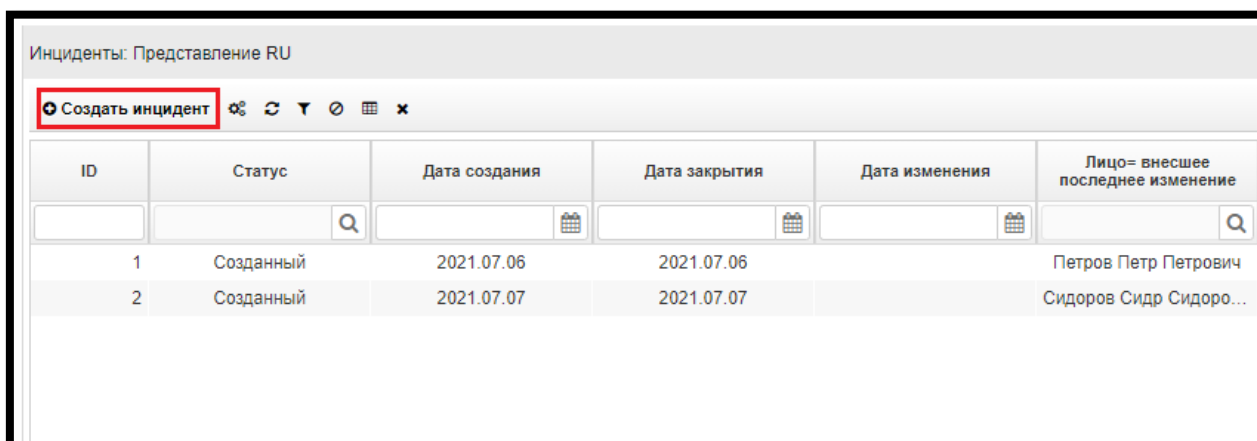 Инциденты: Представление RU
Создать инцидент
ID Статус Дата создания Дата закрытия Дата изменения Лицо= внесшее
последнее изменение
1 Созданный 2021.07.06 2021.07.06 Петров Петр Петрович
2 Созданный 2021.07.07 2021.07.07 Сидоров Сидр Сидоро...